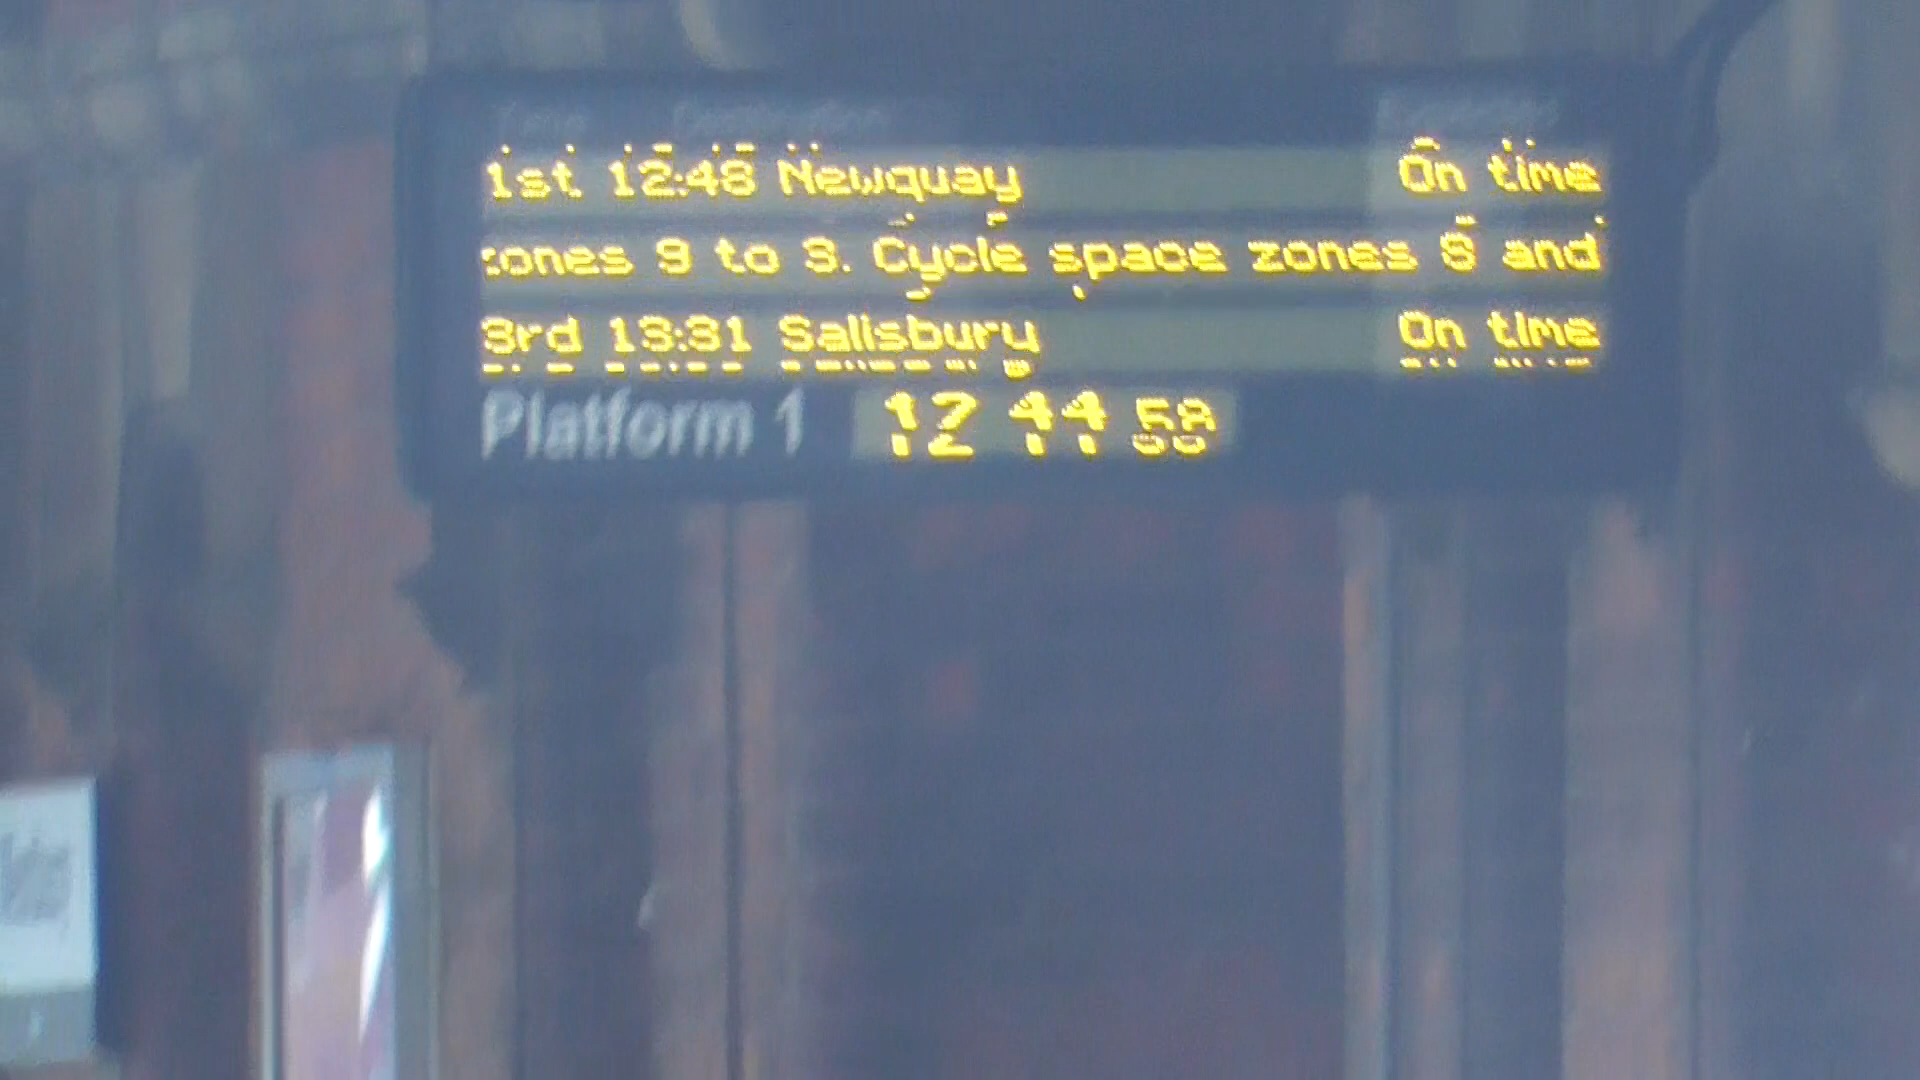 1st 12:48 Newquay On time
zones 9 to 3. Cycle space zones 8 and
3rd 13:31 Salisbury On time
Platform 1 12 44 58